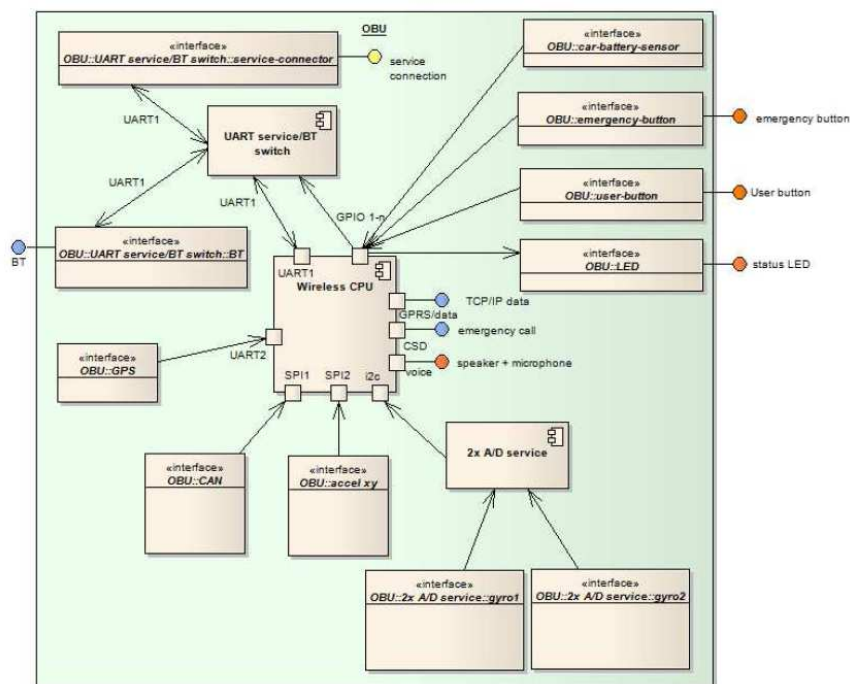 OBU
«interface»
OBU::UART service/BT switch::service-connector
service
connection
«interface»
OBU::car-battery-sensor
UART1
UART service/BT
switch
«interface»
OBU::emergency-button
emergency button
UART1
«interface»
OBU::user-button
User button
UART1
GPIO 1-n
«interface»
OBU::UART service/BT switch::BT
BT
«interface»
OBU::LED
status LED
UART1
Wireless CPU
TCP/IP data
GPRS/data
emergency call
CSD
UART2
speaker + microphone
voice
«interface»
OBU::GPS
SPI1
SPI2
i2c
2x A/D service
«interface»
OBU::CAN
«interface»
OBU::accel xy
«interface»
OBU::2x A/D service::gyro1
«interface»
OBU::2x A/D service::gyro2